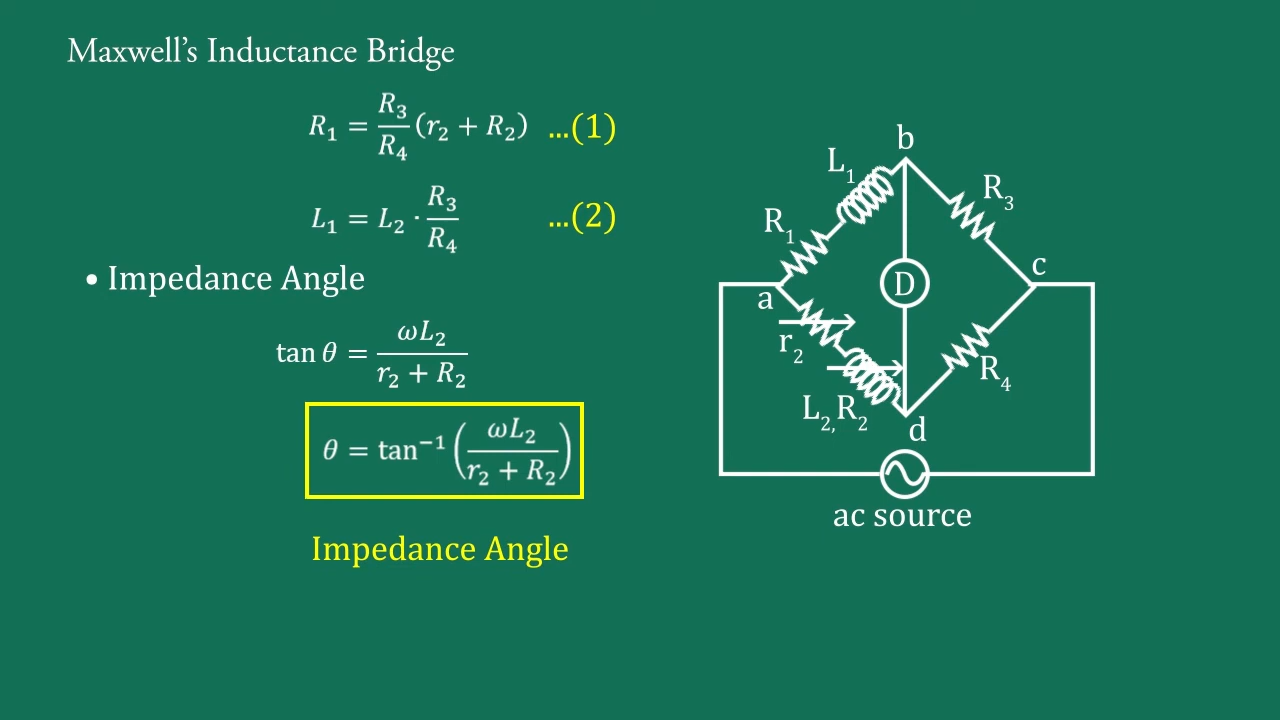 Maxwell's Inductance Bridge
R₁ = R₃/R₄ (r₂ + R₂) ...(1)
L₁ = L₂ · R₃/R₄ ...(2)
• Impedance Angle
tan θ = ωL₂/(r₂ + R₂)
θ = tan⁻¹(ωL₂/(r₂ + R₂))
Impedance Angle
b
L₁
R₃
R₁
c
D
a
r₂
R₄
L₂,R₂
d
ac source